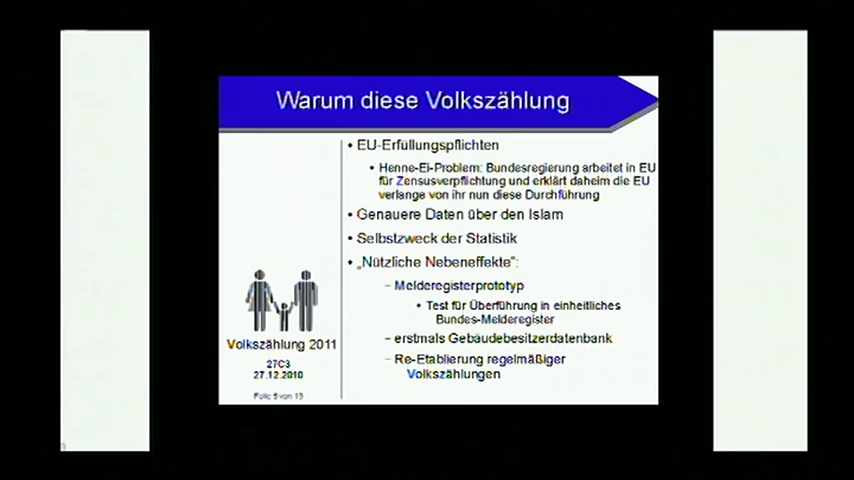 Warum diese Volkszählung
• EU-Erfüllungspflichten
• Henne-Ei-Problem: Bundesregierung arbeitet in EU
für Zensusverpflichtung und erklärt daheim die EU
verlange von ihr nun diese Durchführung
• Genauere Daten über den Islam
• Selbstzweck der Statistik
• „Nützliche Nebeneffekte“:
– Melderegisterprototyp
• Test für Überführung in einheitliches
Bundes-Melderegister
– erstmals Gebäudebesitzerdatenbank
– Re-Etablierung regelmäßiger
Volkszählungen
Volkszählung 2011
27C3
27.12.2010
Folie 5 von 19